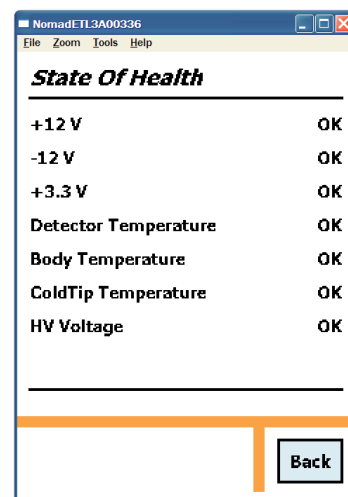 NomadETL3A00336
File Zoom Tools Help
State Of Health
+12 V OK
-12 V OK
+3.3 V OK
Detector Temperature OK
Body Temperature OK
ColdTip Temperature OK
HV Voltage OK
Back